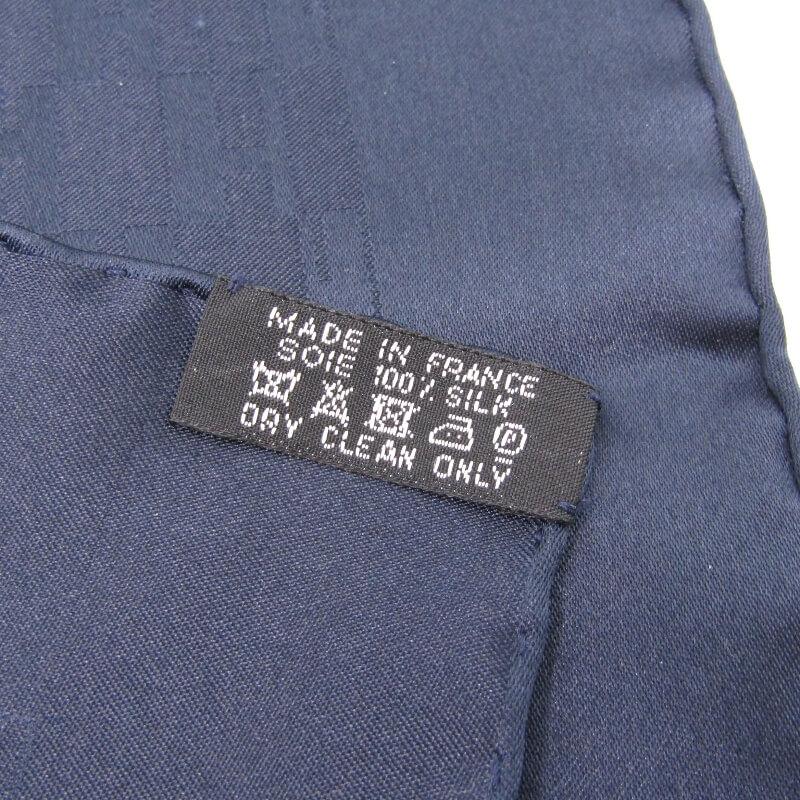 MADE IN FRANCE
SOIE 100% SILK
P
DRY CLEAN ONLY